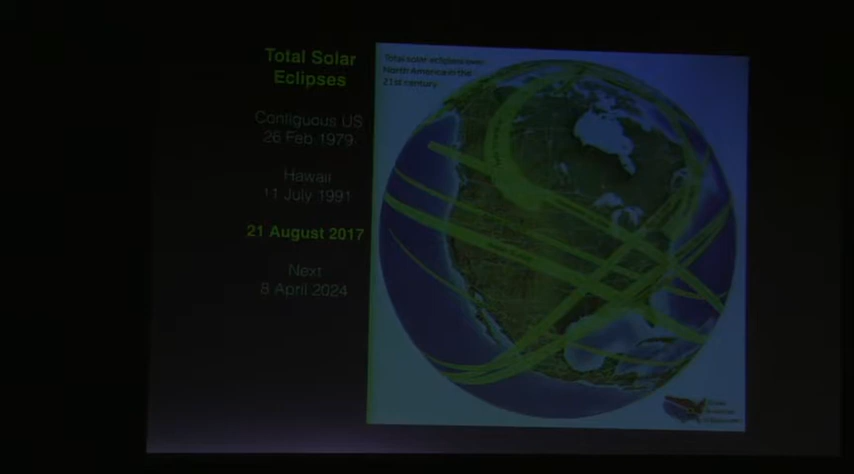 Total Solar
Eclipses
Contiguous US
26 Feb 1979
Hawaii
11 July 1991
21 August 2017
Next
8 April 2024
Total solar eclipses over
North America in the
21st century